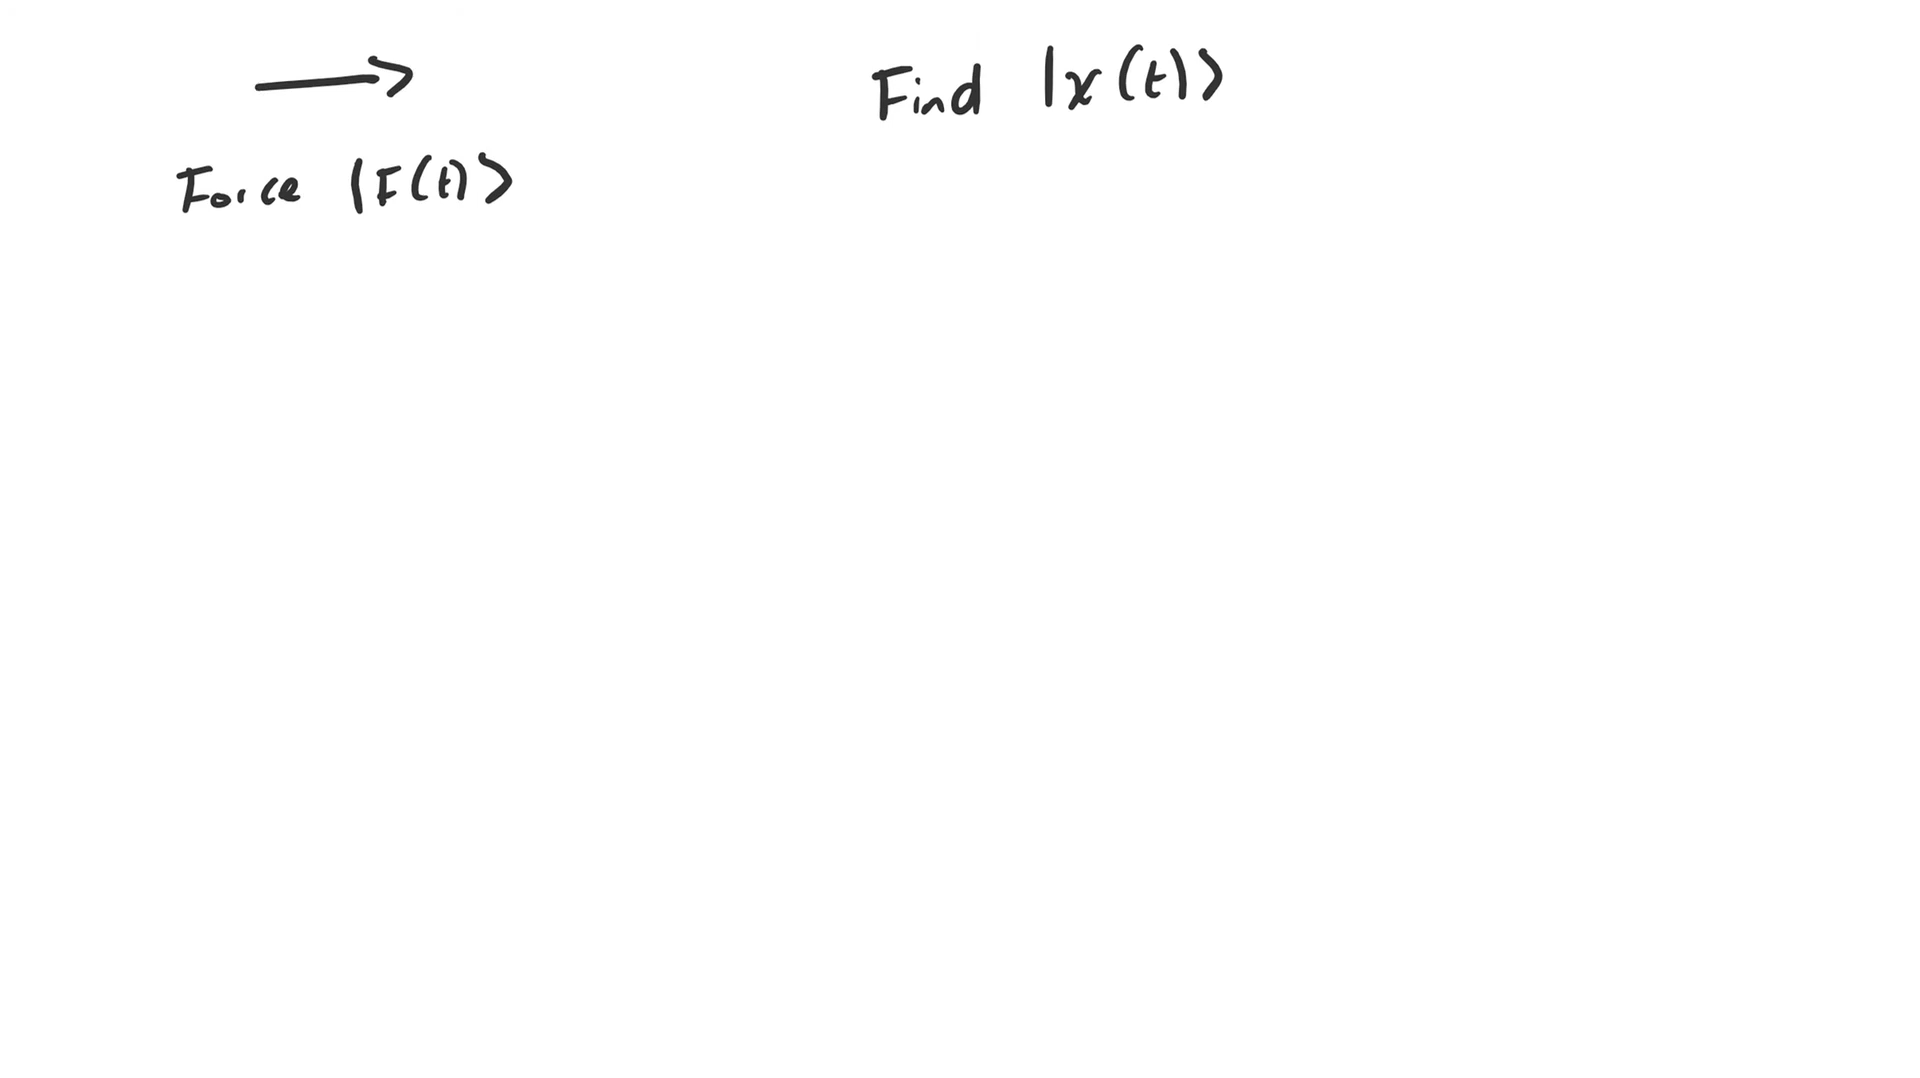 Find |x(t)⟩
Force |F(t)⟩